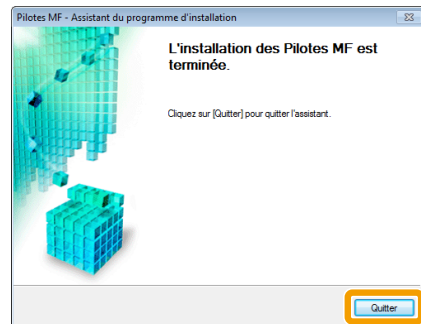 Pilotes MF - Assistant du programme d'installation
L'installation des Pilotes MF est
terminée.
Cliquez sur [Quitter] pour quitter l'assistant.
Quitter